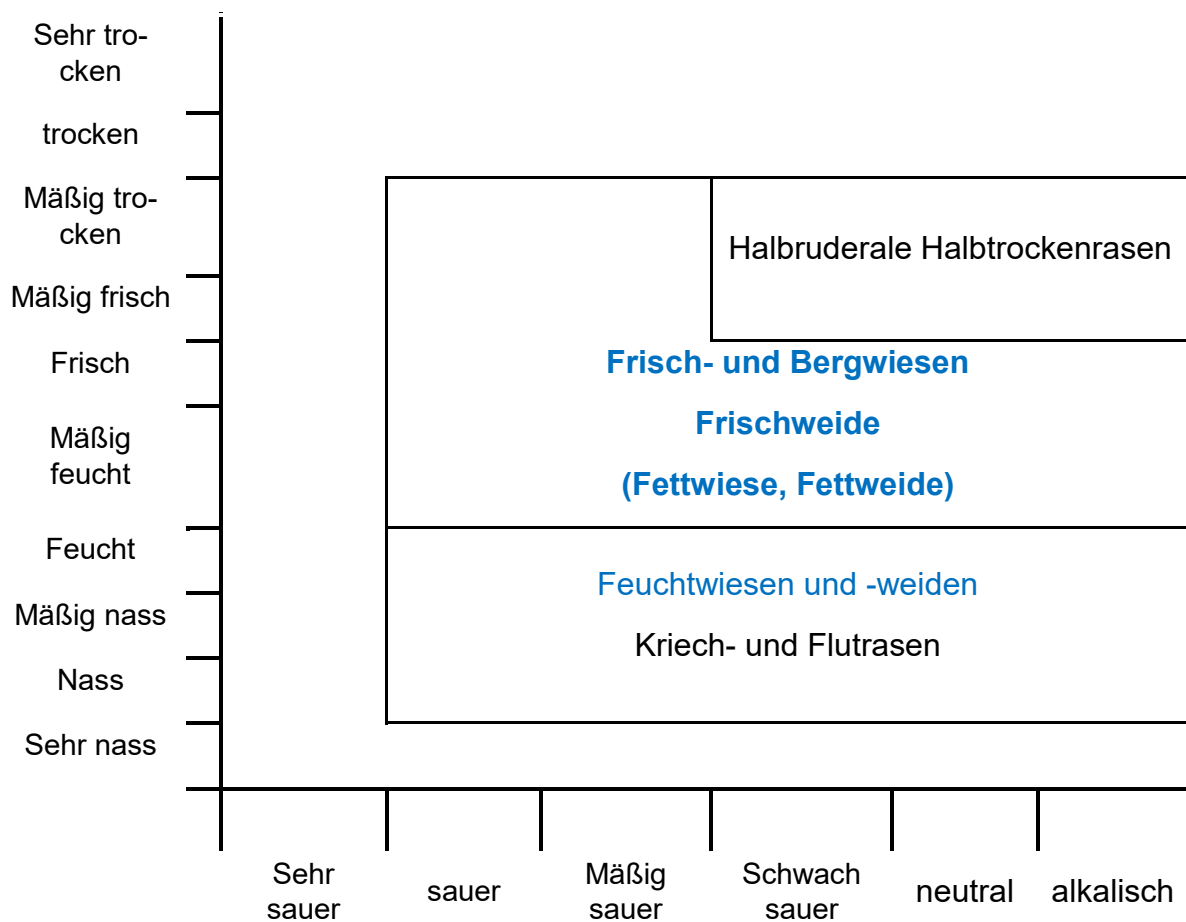 Sehr tro-
cken
trocken
Mäßig tro-
cken
Halbruderale Halbtrockenrasen
Mäßig frisch
Frisch
Frisch- und Bergwiesen
Frischweide
Mäßig
feucht
(Fettwiese, Fettweide)
Feucht
Feuchtwiesen und -weiden
Mäßig nass
Kriech- und Flutrasen
Nass
Sehr nass
Sehr
sauer
sauer
Mäßig
sauer
Schwach
sauer
neutral
alkalisch